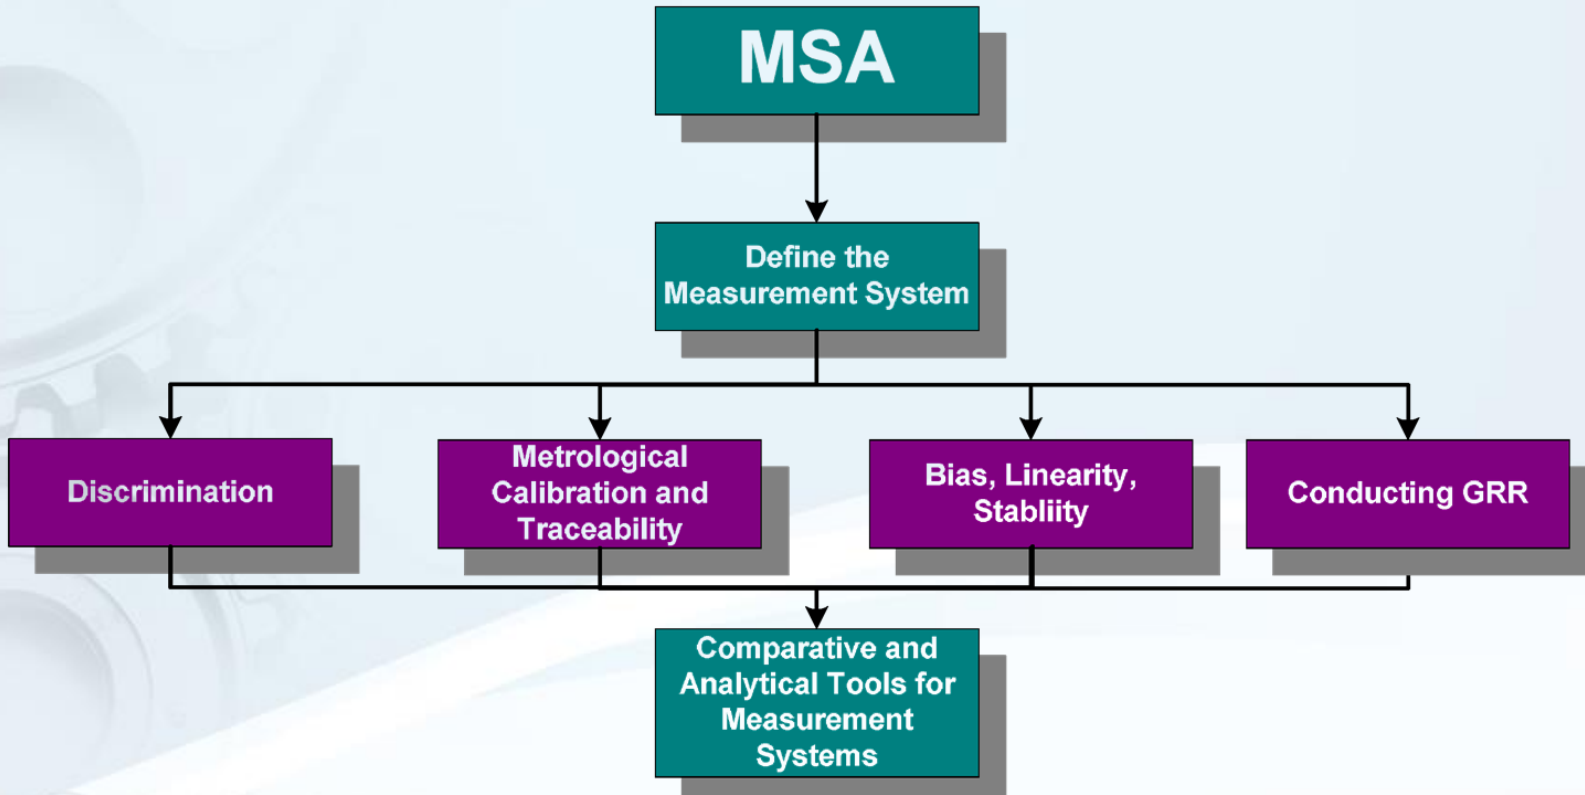 MSA
Define the
Measurement System
Discrimination
Metrological
Calibration and
Traceability
Bias, Linearity,
Stabliity
Conducting GRR
Comparative and
Analytical Tools for
Measurement
Systems